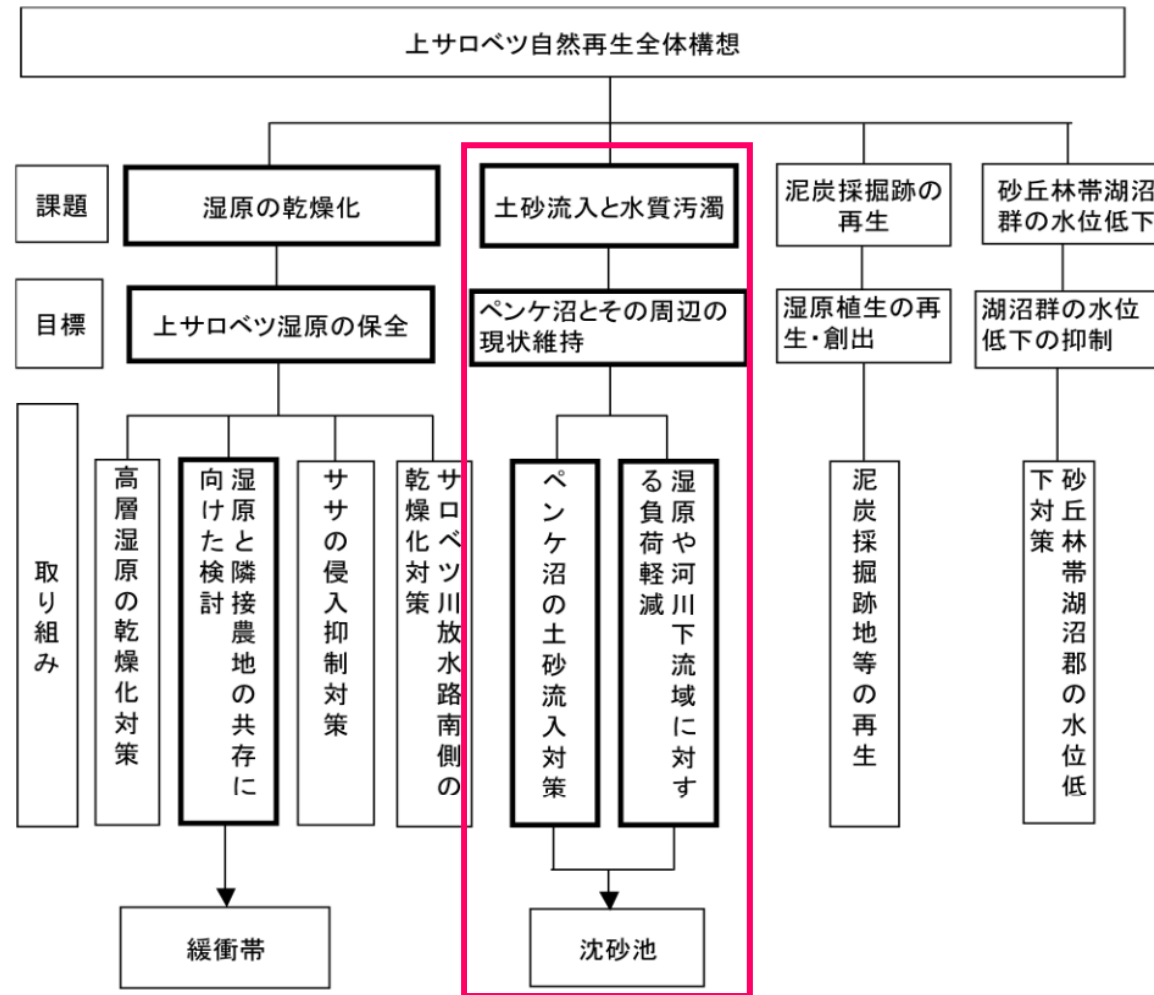 上サロベツ自然再生全体構想
課題
湿原の乾燥化
土砂流入と水質汚濁
泥炭採掘跡の
再生
砂丘林帯湖沼
群の水位低下
目標
上サロベツ湿原の保全
ペンケ沼とその周辺の
現状維持
湿原植生の再
生・創出
湖沼群の水位
低下の抑制
取り組み
高層湿原の乾燥化対策
湿原と隣接農地の共存に
向けた検討
ササの侵入抑制対策
サロベツ川放水路南側の
乾燥化対策
ペンケ沼の土砂流入対策
湿原や河川下流域に対す
る負荷軽減
泥炭採掘跡地等の再生
砂丘林帯湖沼郡の水位低
下対策
緩衝帯
沈砂池